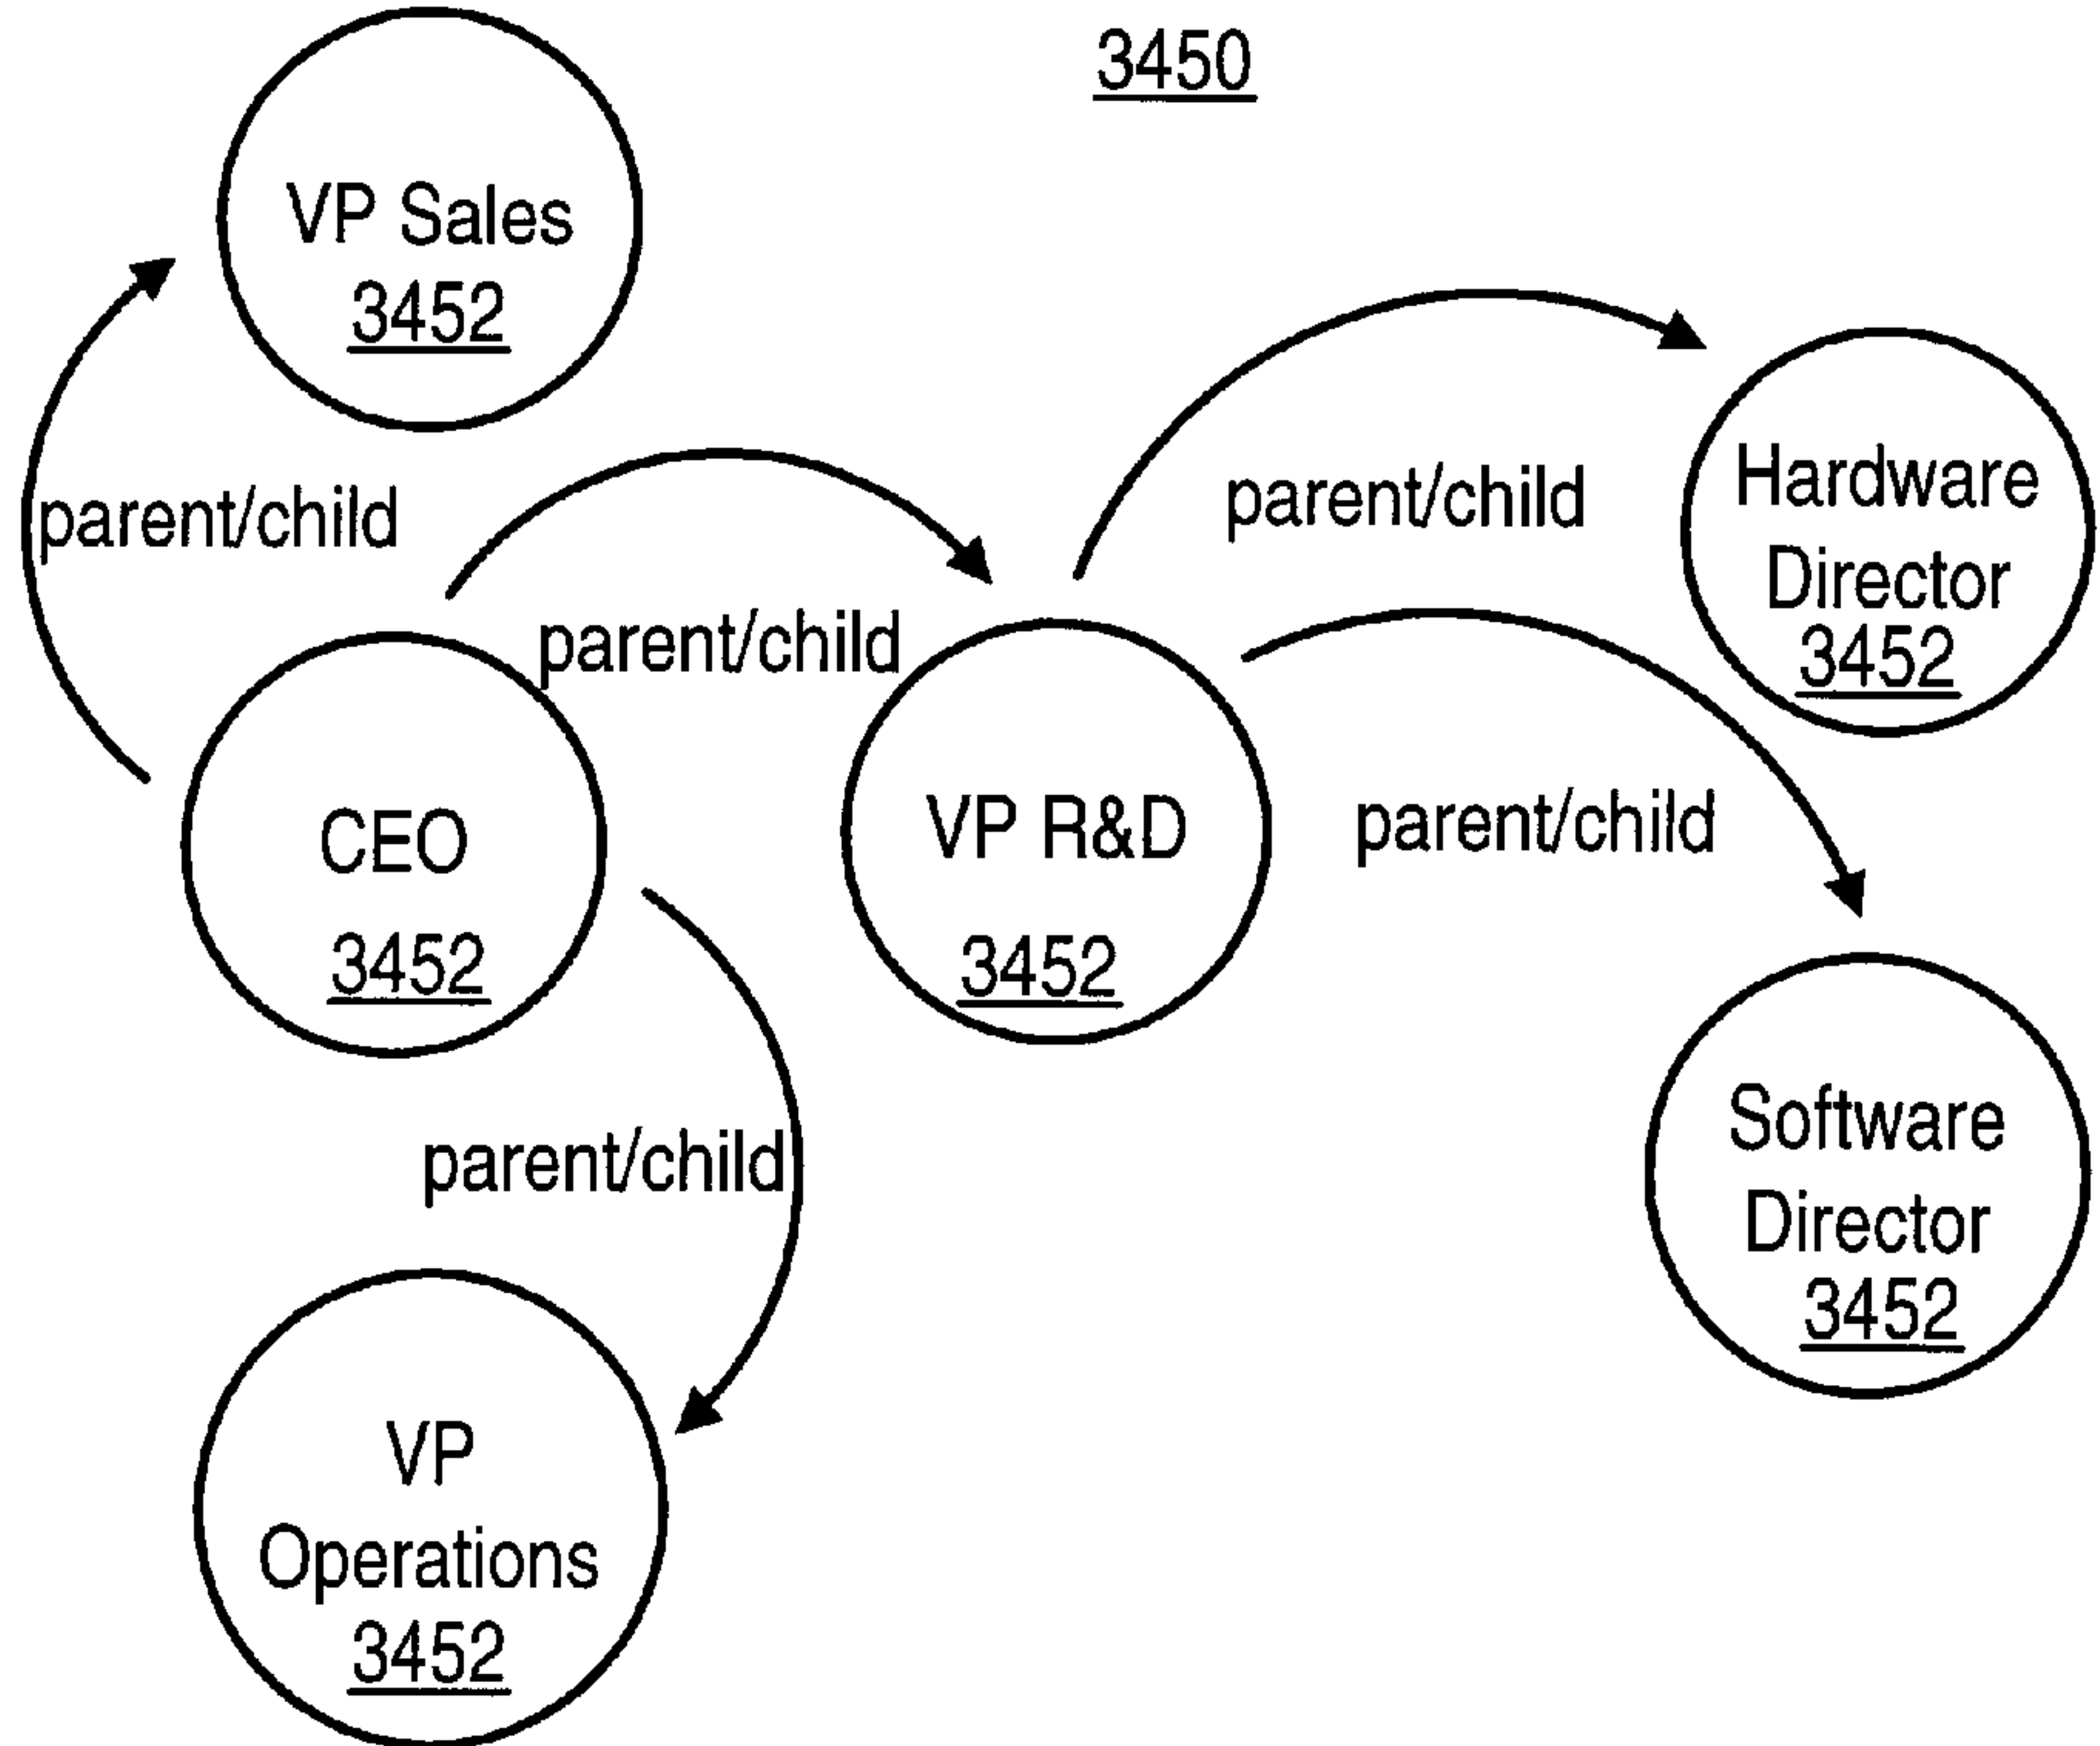 3450
VP Sales
3452
parent/child
parent/child
Hardware
Director
3452
parent/child
parent/child
CEO
3452
VP R&D
3452
parent/child
Software
Director
3452
VP
Operations
3452